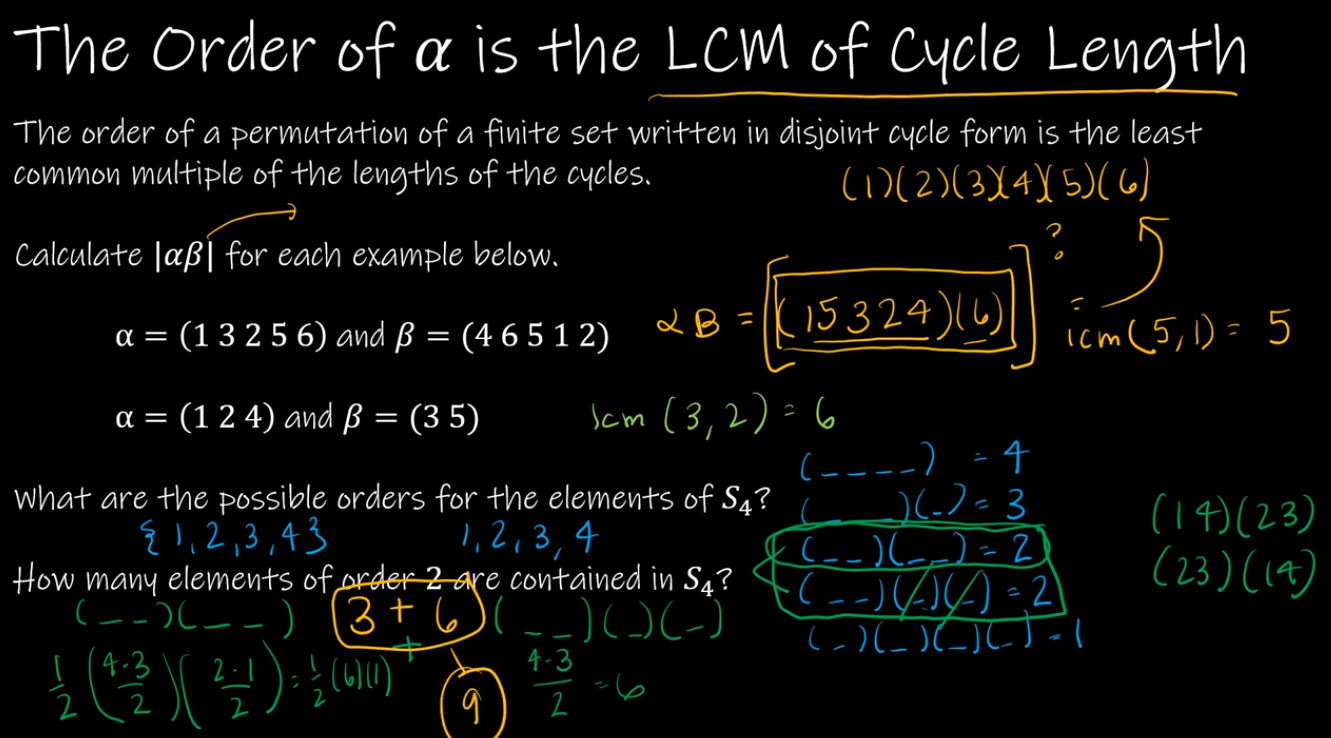 The Order of α is the LCM of Cycle Length
The order of a permutation of a finite set written in disjoint cycle form is the least
common multiple of the lengths of the cycles.
(1)(2)(3)(4)(5)(6)
Calculate |αβ| for each example below.
α = (1 3 2 5 6) and β = (4 6 5 1 2)
αB = [(15324)(6)]^? = lcm(5,1) = 5
α = (1 2 4) and β = (3 5)
lcm (3,2) = 6
What are the possible orders for the elements of S₄?
{1,2,3,4}
1,2,3,4
(_ _ _ _) = 4
(_ _ _)(_) = 3
(_ _)(_ _) = 2
(_ _)(_)(_) = 2
(_)(_)(_)(_) = 1
(14)(23)
(23)(14)
How many elements of order 2 are contained in S₄?
(_ _)(_ _)
3 + 6
(_ _)(_)(_)
1/2 (4·3/2)(2·1/2) = 1/2 (6)(1)
+
4·3/2 = 6
9